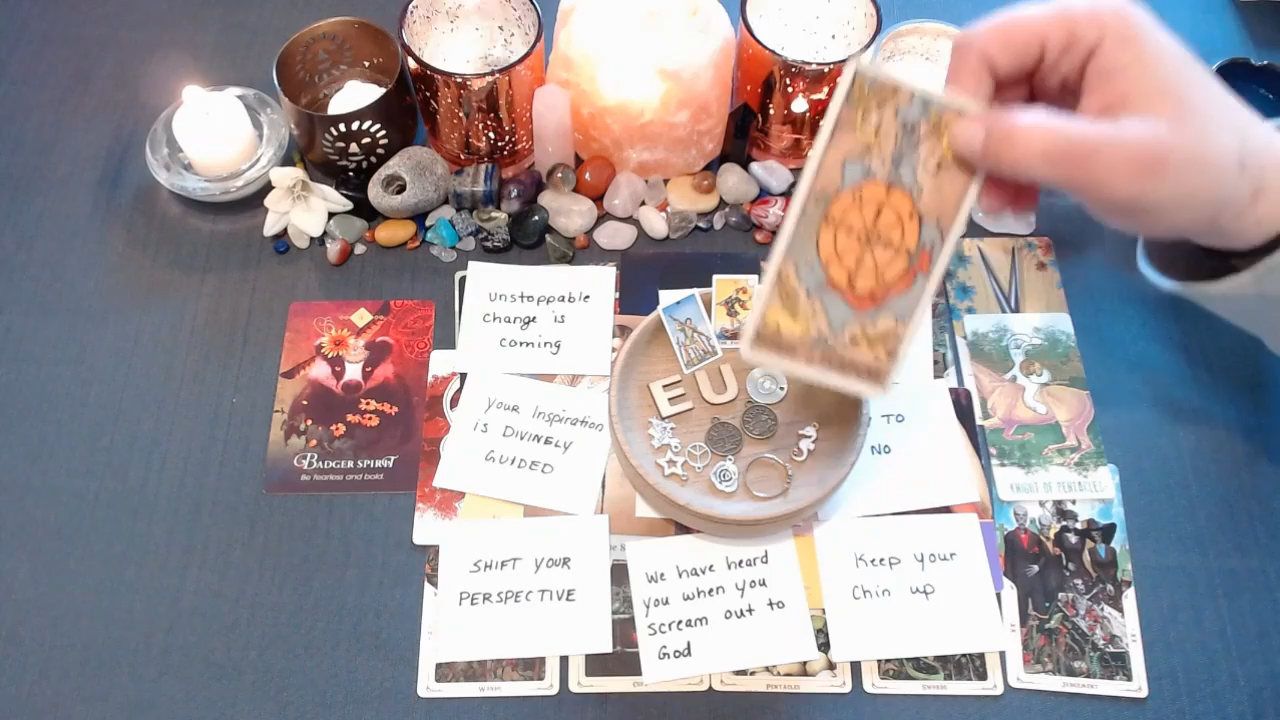 unstoppable
change is
coming
YOUR Inspiration
is DIVINELY
GUIDED
SHIFT YOUR
PERSPECTIVE
We have heard
you when you
scream out to
God
Keep your
Chin up
TO
NO
EU
BADGER SPIRIT
Be fearless and bold.
KNIGHT OF PENTACLES
WANDS
PENTACLES
SWORDS
JUDGEMENT